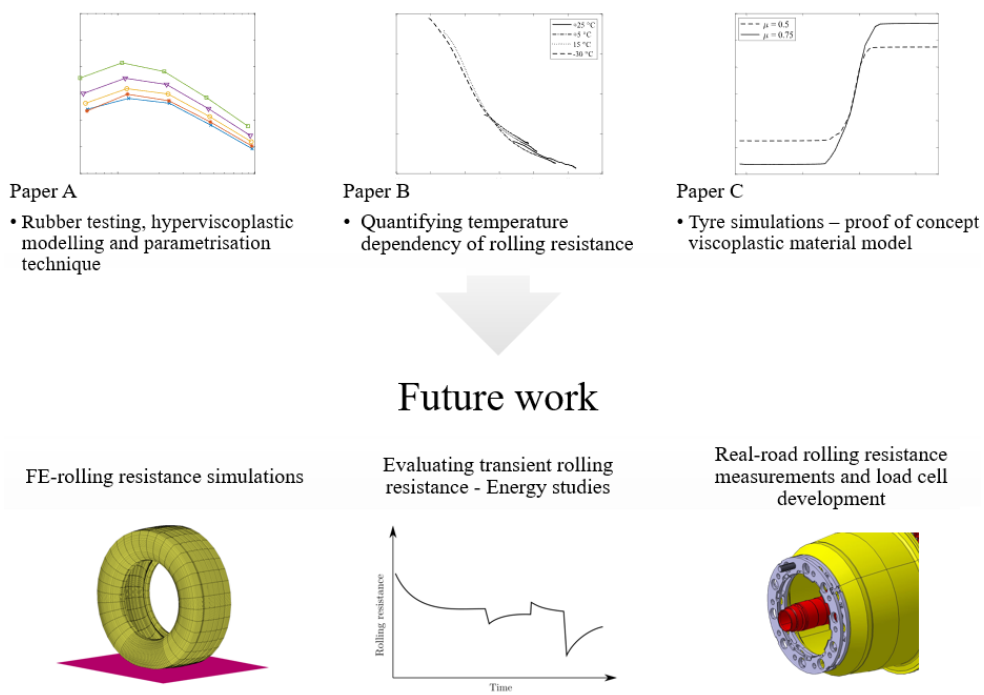 +25 °C
+5 °C
15 °C
-30 °C
μ = 0.5
μ = 0.75
Paper A
• Rubber testing, hyperviscoplastic
modelling and parametrisation
technique
Paper B
• Quantifying temperature
dependency of rolling resistance
Paper C
• Tyre simulations – proof of concept
viscoplastic material model
Future work
FE-rolling resistance simulations
Evaluating transient rolling
resistance - Energy studies
Real-road rolling resistance
measurements and load cell
development
Rolling resistance
Time